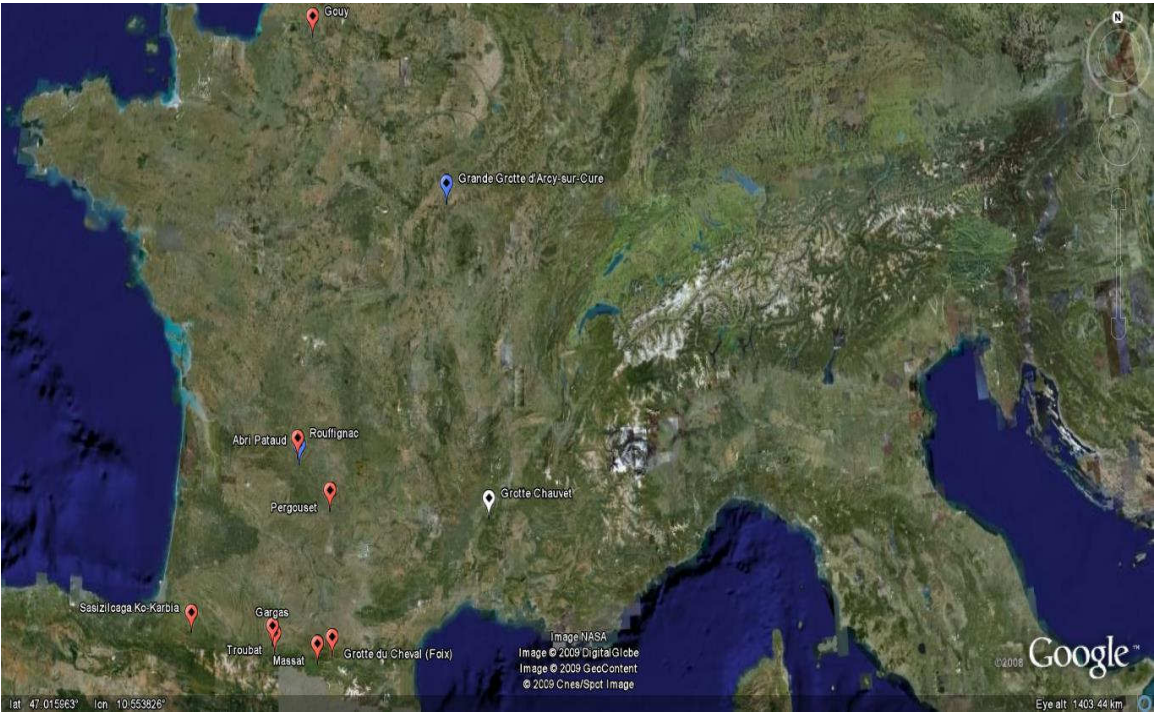 N
Gouy
Grande Grotte d'Arcy-sur-Cure
Abri Pataud
Rouffignac
Pergouset
Grotte Chauvet
Sasizilcaga Ko-Karbia
Gargas
Troubat
Massat
Grotte du Cheval (Foix)
Image NASA
Image © 2009 DigitalGlobe
Image © 2009 GeoContent
© 2009 Cnes/Spot Image
©2008 Google™
lat 47.015963° lon 10.553826°
Eye alt 1403.44 km